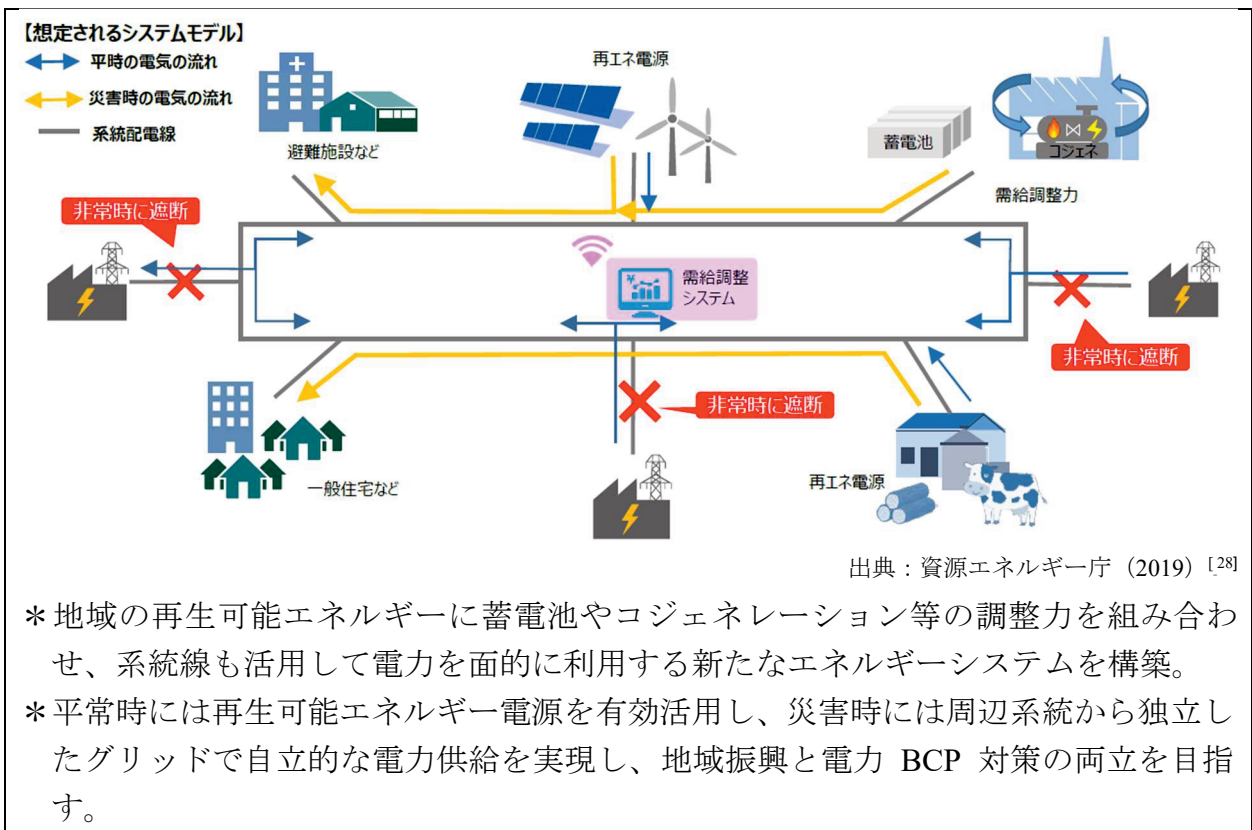 【想定されるシステムモデル】
平時の電気の流れ
災害時の電気の流れ
系統配電線
避難施設など
再エネ電源
蓄電池
コジェネ
需給調整力
非常時に遮断
需給調整
システム
非常時に遮断
非常時に遮断
一般住宅など
再エネ電源
出典：資源エネルギー庁（2019）[28]
＊地域の再生可能エネルギーに蓄電池やコジェネレーション等の調整力を組み合わ
せ、系統線も活用して電力を面的に利用する新たなエネルギーシステムを構築。
＊平常時には再生可能エネルギー電源を有効活用し、災害時には周辺系統から独立し
たグリッドで自立的な電力供給を実現し、地域振興と電力 BCP 対策の両立を目指
す。